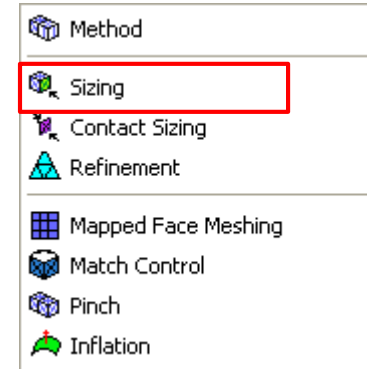 Method
Sizing
Contact Sizing
Refinement
Mapped Face Meshing
Match Control
Pinch
Inflation